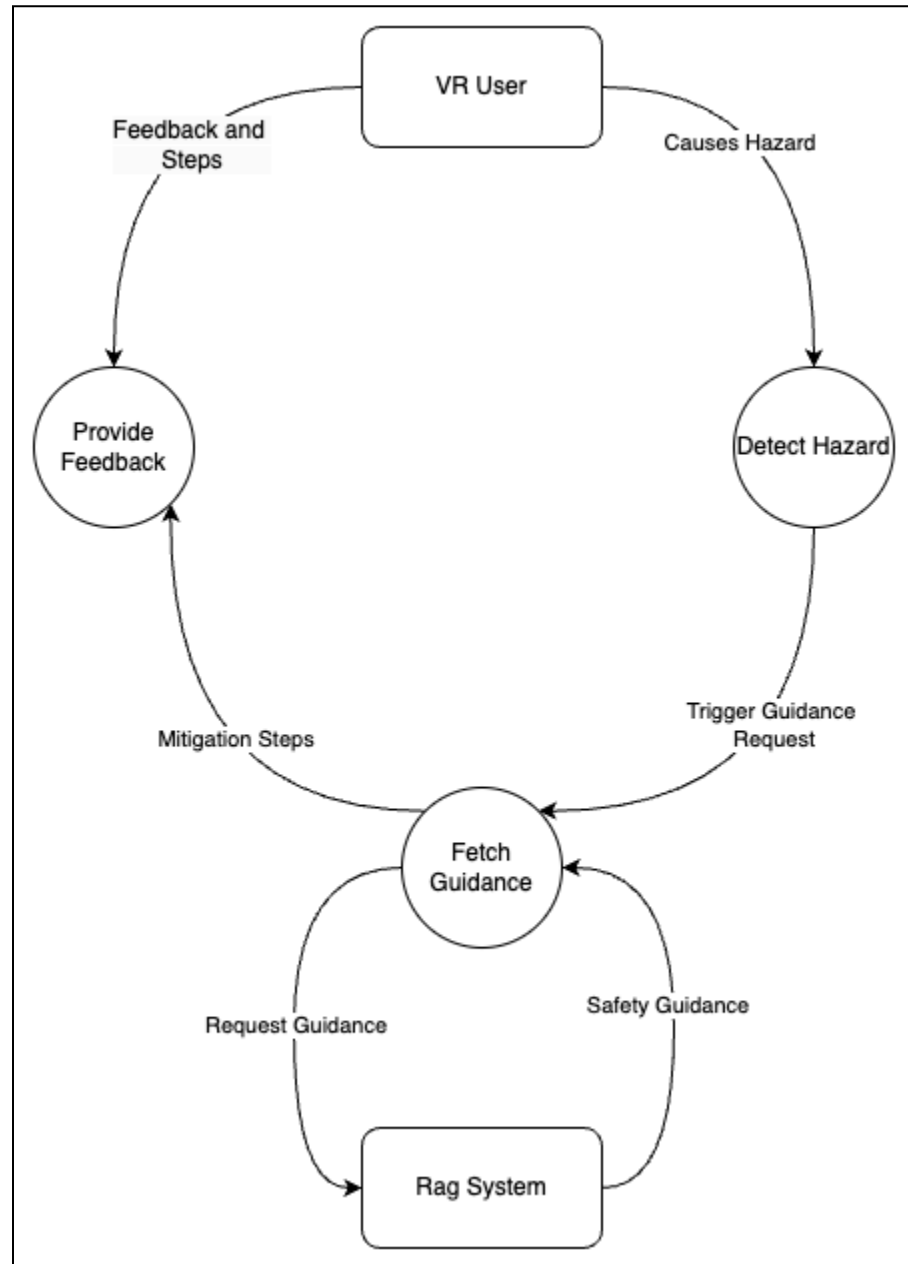 VR User
Feedback and
Steps
Causes Hazard
Provide
Feedback
Detect Hazard
Mitigation Steps
Trigger Guidance
Request
Fetch
Guidance
Request Guidance
Safety Guidance
Rag System